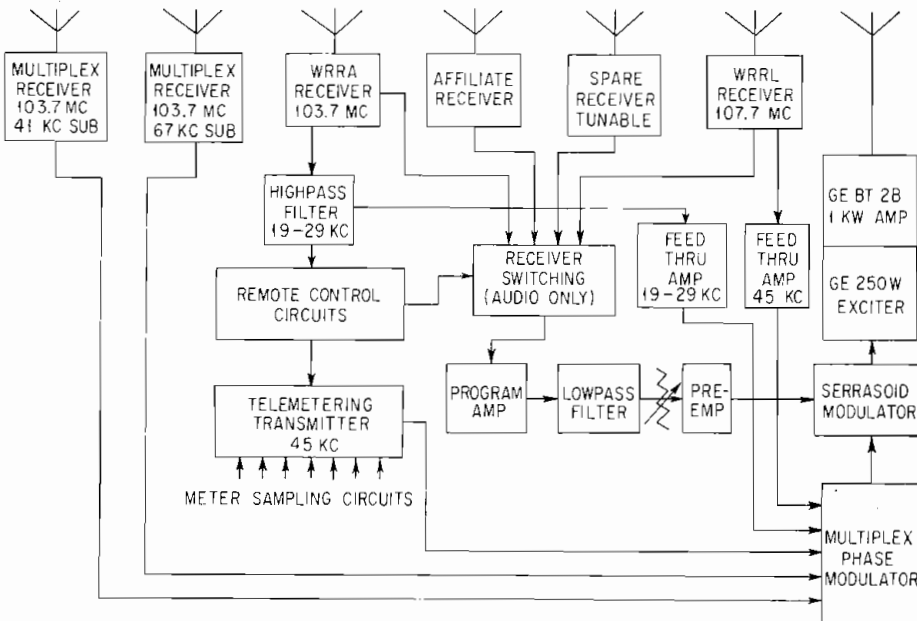 MULTIPLEX
RECEIVER
103.7 MC
41 KC SUB
MULTIPLEX
RECEIVER
103.7 MC
67 KC SUB
WRRA
RECEIVER
103.7 MC
AFFILIATE
RECEIVER
SPARE
RECEIVER
TUNABLE
WRRL
RECEIVER
107.7 MC
HIGHPASS
FILTER
19-29 KC
GE BT 2B
1 KW AMP
RECEIVER
SWITCHING
(AUDIO ONLY)
FEED
THRU
AMP
19-29 KC
FEED
THRU
AMP
45 KC
REMOTE CONTROL
CIRCUITS
GE 250W
EXCITER
TELEMETERING
TRANSMITTER
45 KC
PROGRAM
AMP
LOWPASS
FILTER
PRE-
EMP
SERRASOID
MODULATOR
METER SAMPLING CIRCUITS
MULTIPLEX
PHASE
MODULATOR